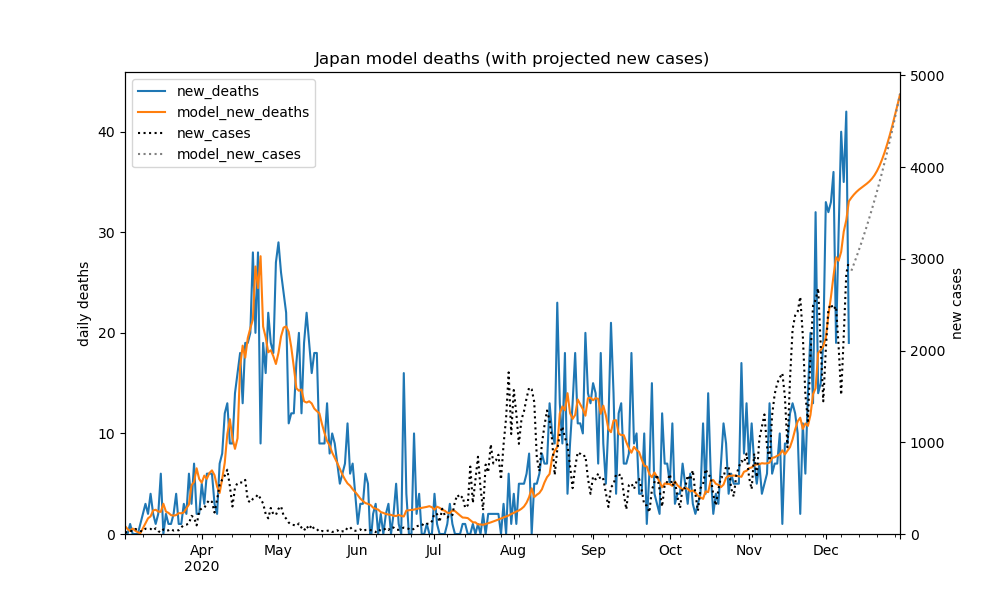 Japan model deaths (with projected new cases)
new_deaths
model_new_deaths
new_cases
model_new_cases
daily deaths
new cases
40
30
20
10
0
5000
4000
3000
2000
1000
0
Apr May Jun Jul Aug Sep Oct Nov Dec
2020